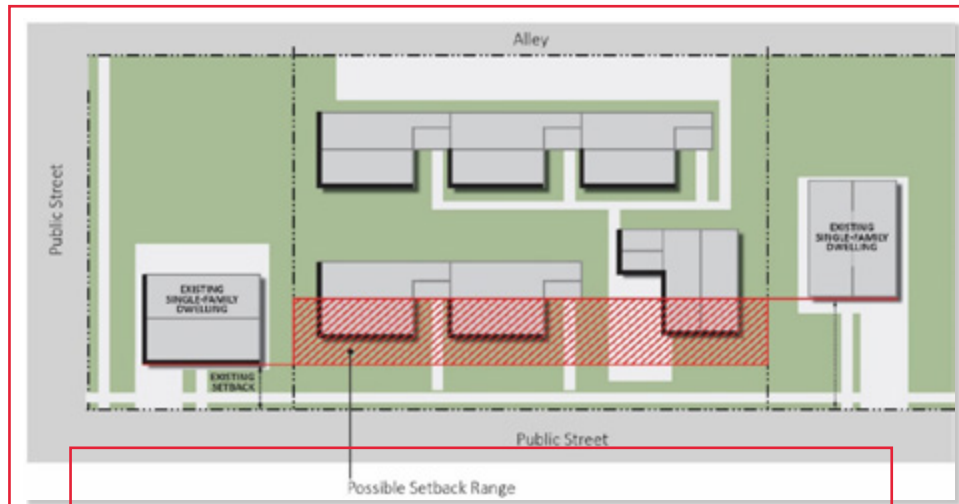 Alley
Public Street
EXISTING
SINGLE-FAMILY
DWELLING
EXISTING
SINGLE-FAMILY
DWELLING
EXISTING
SETBACK
Public Street
Possible Setback Range